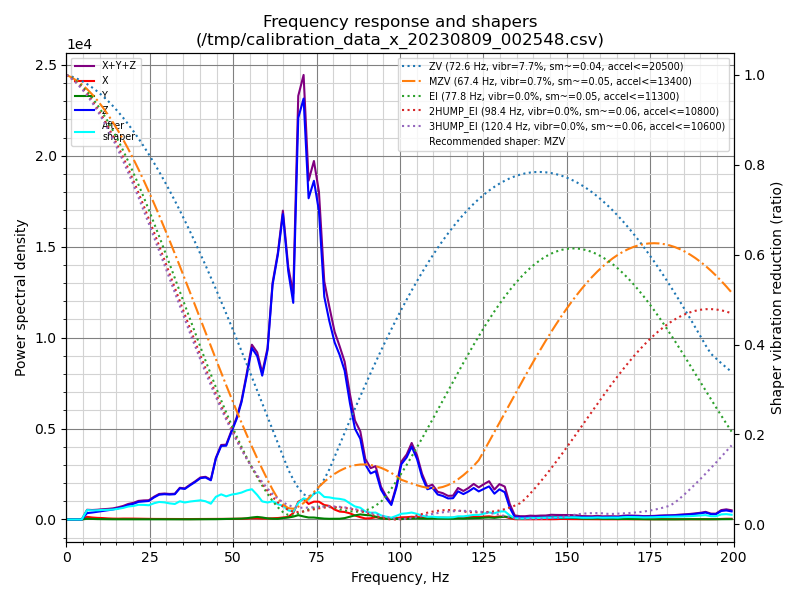 Frequency response and shapers
(/tmp/calibration_data_x_20230809_002548.csv)
1e4
X+Y+Z
X
Y
Z
After
shaper
ZV (72.6 Hz, vibr=7.7%, sm~=0.04, accel<=20500)
MZV (67.4 Hz, vibr=0.7%, sm~=0.05, accel<=13400)
EI (77.8 Hz, vibr=0.0%, sm~=0.05, accel<=11300)
2HUMP_EI (98.4 Hz, vibr=0.0%, sm~=0.06, accel<=10800)
3HUMP_EI (120.4 Hz, vibr=0.0%, sm~=0.06, accel<=10600)
Recommended shaper: MZV
Power spectral density
2.5
2.0
1.5
1.0
0.5
0.0
1.0
0.8
0.6
0.4
0.2
0.0
Shaper vibration reduction (ratio)
0 25 50 75 100 125 150 175 200
Frequency, Hz